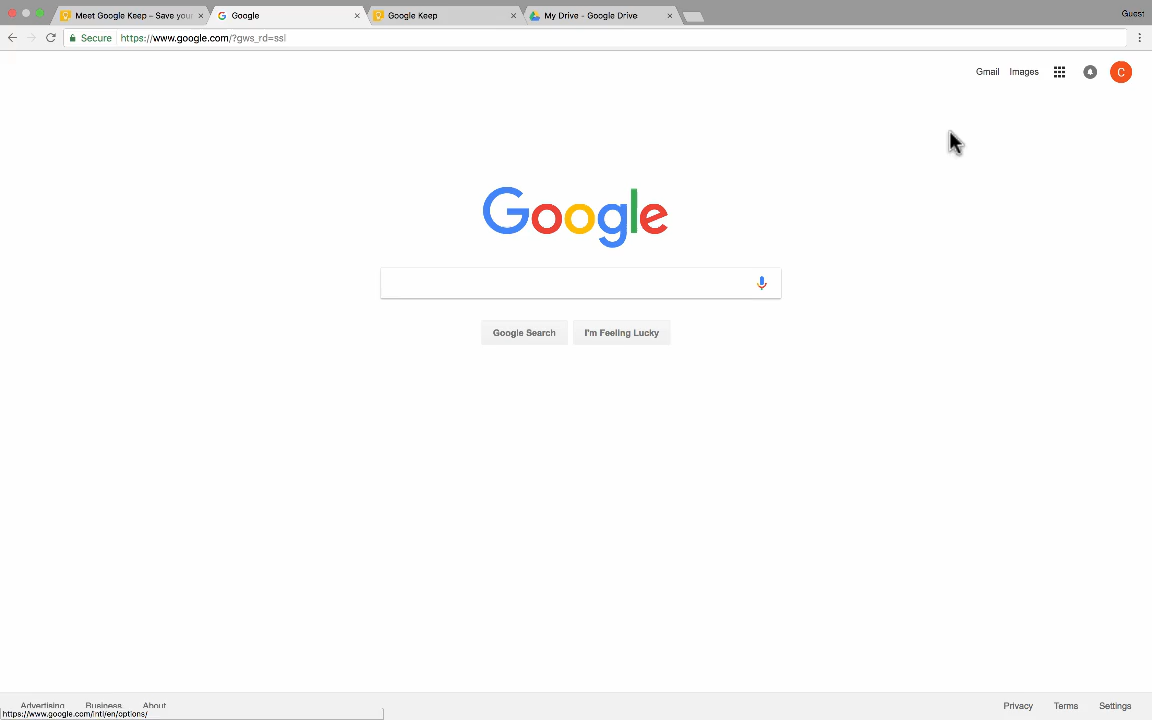 Meet Google Keep – Save your
Google
Google Keep
My Drive - Google Drive
Guest
Secure
https://www.google.com/?gws_rd=ssl
Gmail
Images
C
Google
Google Search
I'm Feeling Lucky
Advertising
Business
About
Privacy
Terms
Settings
https://www.google.com/intl/en/options/